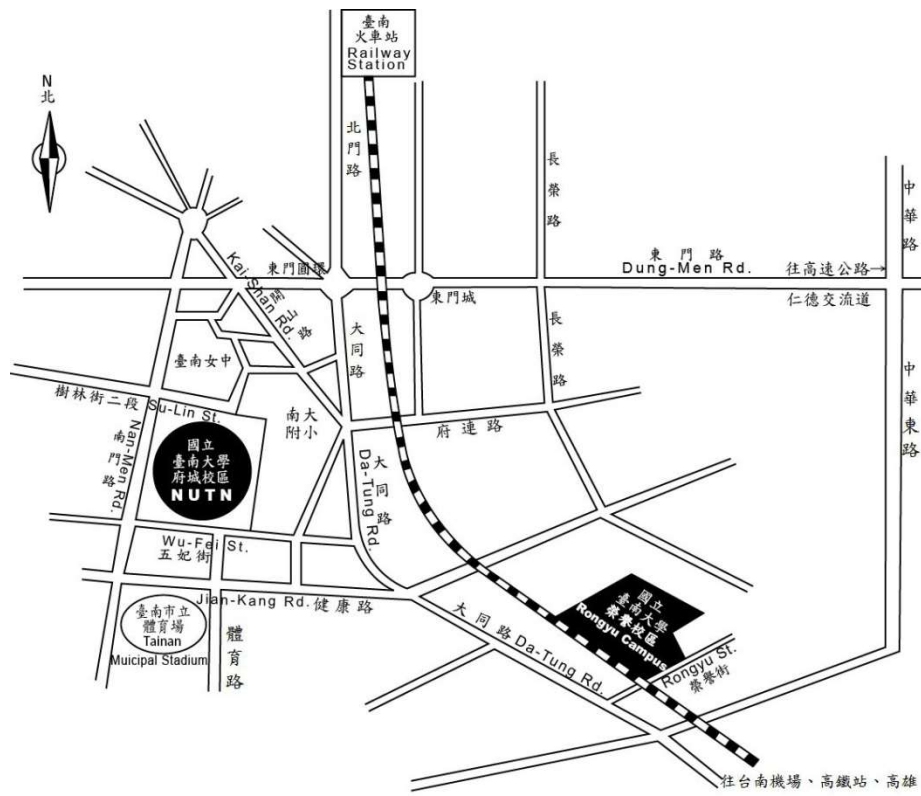 臺南
火車站
Railway
Station
N
北
北門路
長榮路
中華路
東門路
Dung-Men Rd.
往高速公路→
仁德交流道
東門圓環
東門城
Kai-Shan Rd.
開山路
大同路
長榮路
中華東路
臺南女中
樹林街二段 Su-Lin St.
南大
附小
府連路
Nan-Men Rd.
南門路
國立
臺南大學
府城校區
NUTN
大同路
Da-Tung Rd.
Wu-Fei St.
五妃街
Jian-Kang Rd. 健康路
臺南市立
體育場
Tainan
Muicipal Stadium
體育路
國立
臺南大學
榮譽校區
Rongyu Campus
大同路 Da-Tung Rd.
Rongyu St.
榮譽街
往台南機場、高鐵站、高雄